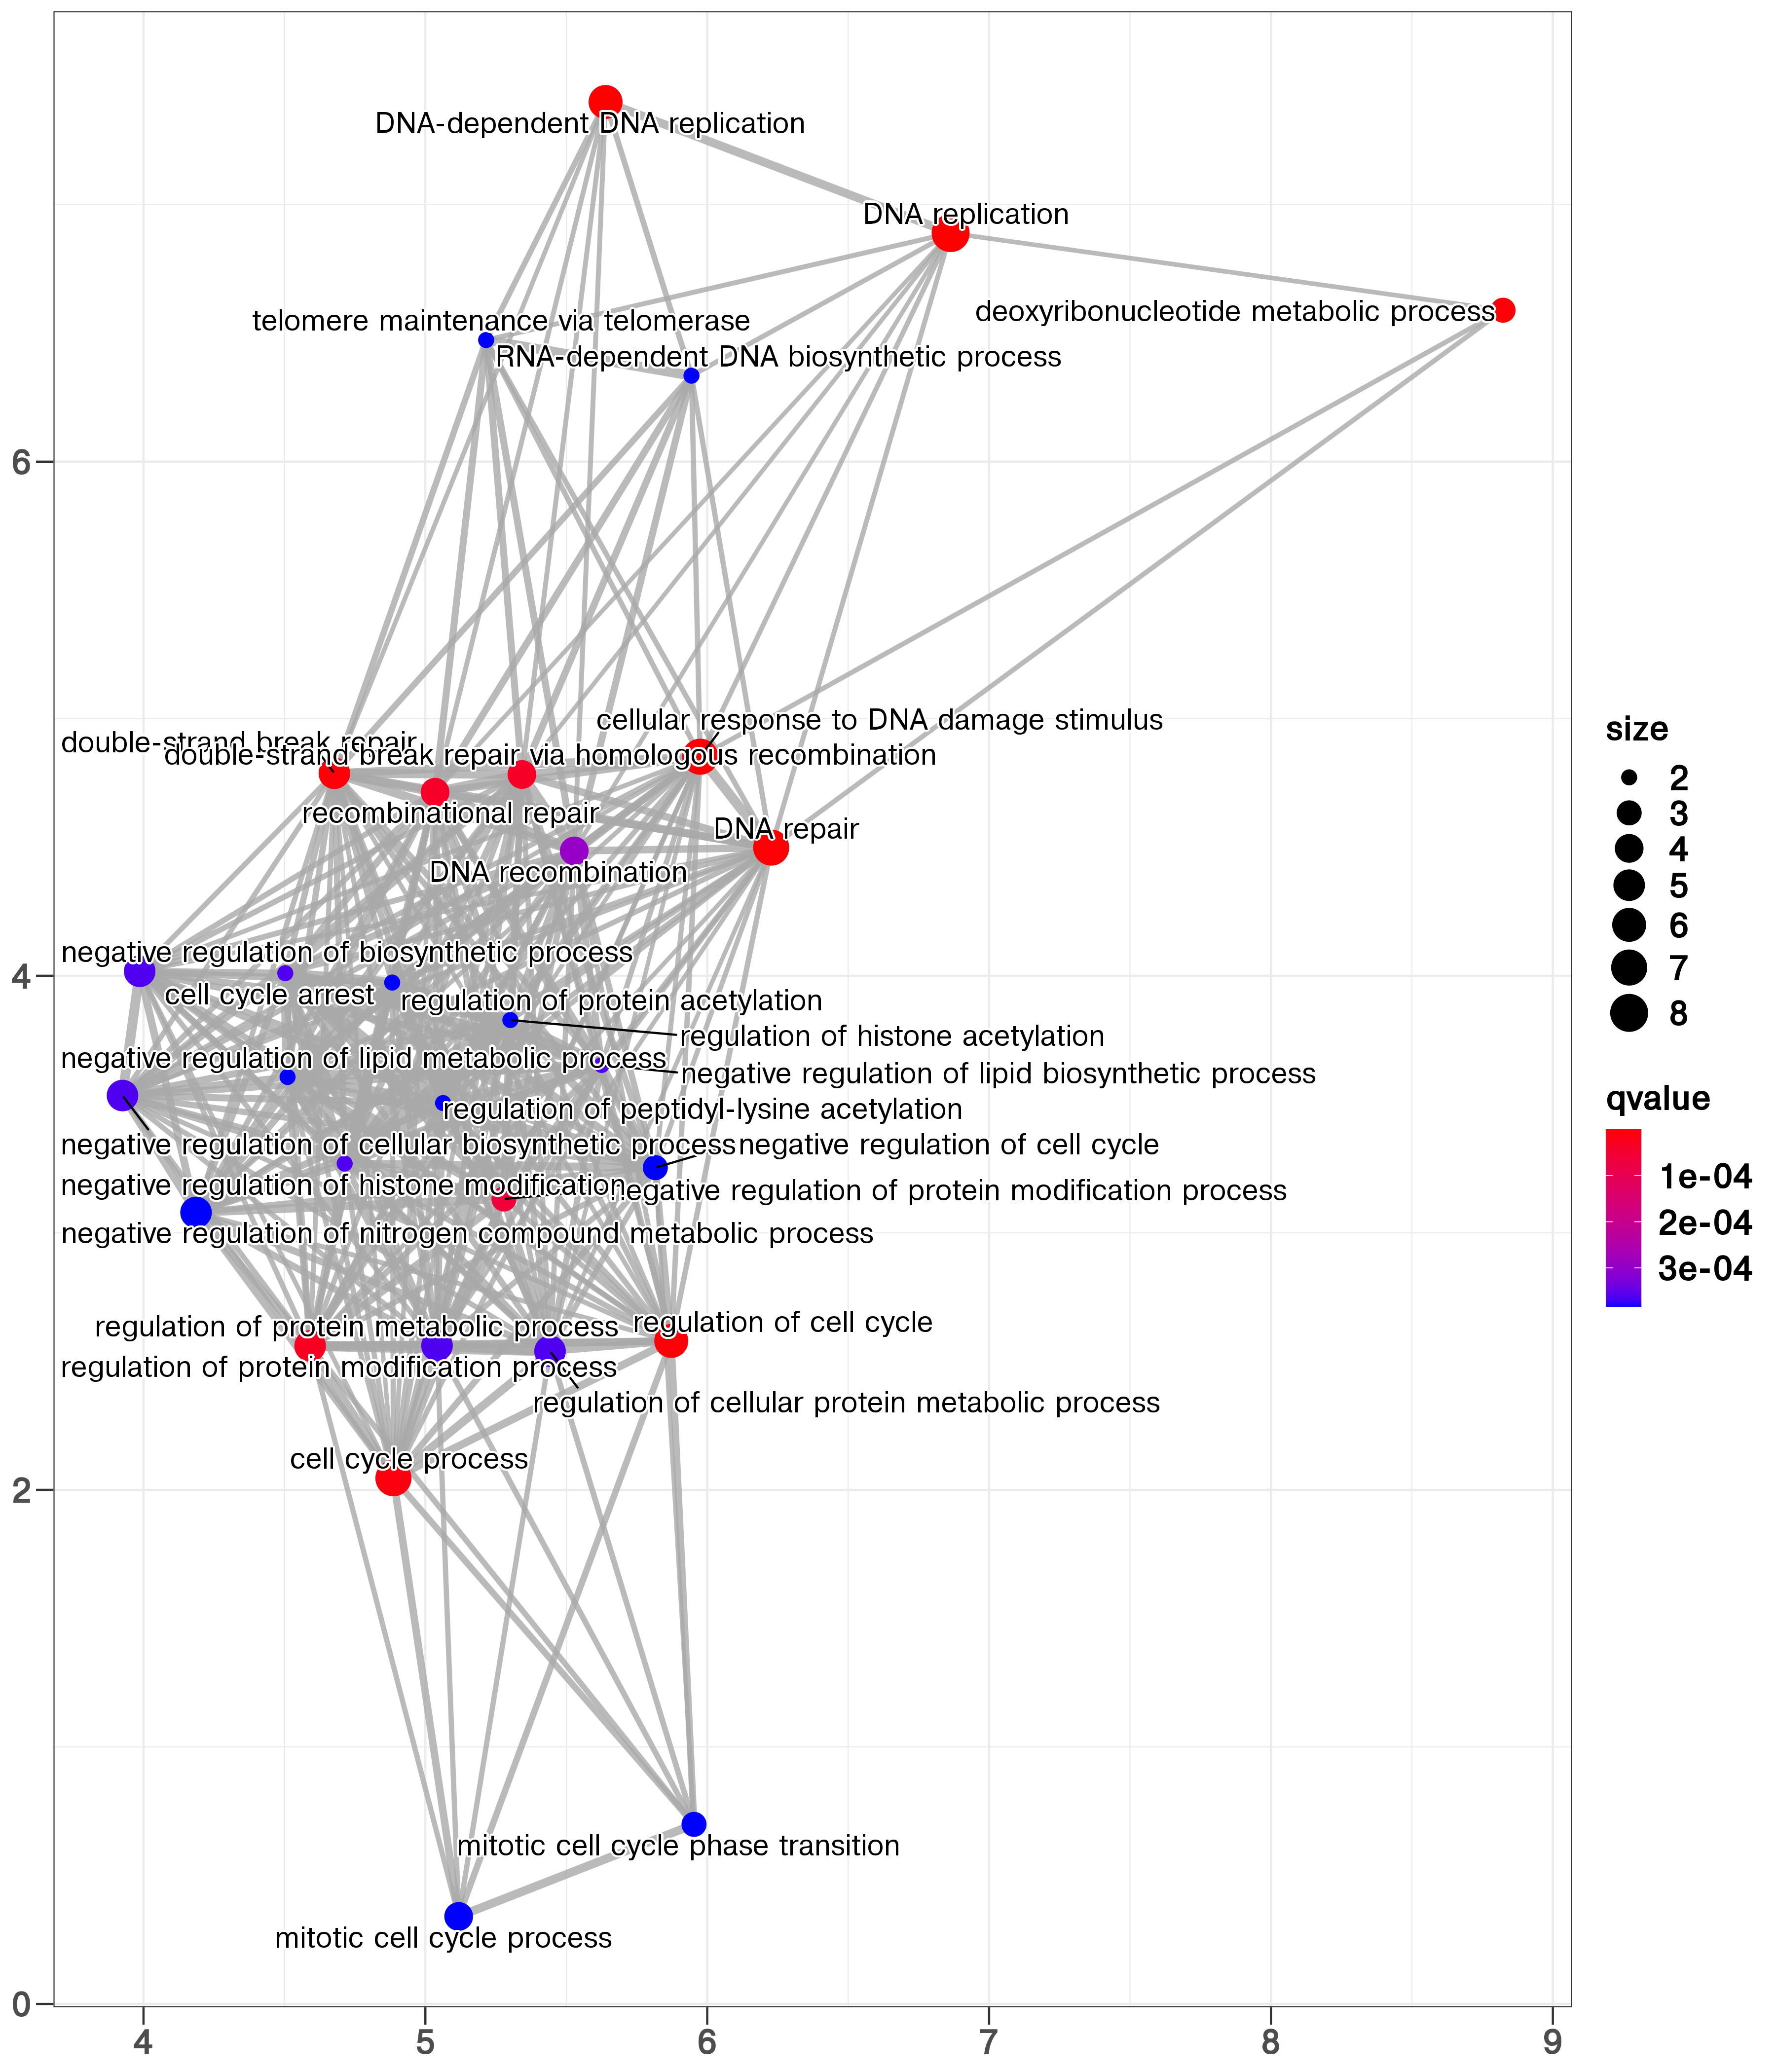 DNA-dependent DNA replication
DNA replication
deoxyribonucleotide metabolic process
telomere maintenance via telomerase
RNA-dependent DNA biosynthetic process
6
cellular response to DNA damage stimulus
double-strand break repair
double-strand break repair via homologous recombination
recombinational repair
DNA repair
DNA recombination
negative regulation of biosynthetic process
4
cell cycle arrest
regulation of protein acetylation
regulation of histone acetylation
negative regulation of lipid metabolic process
negative regulation of lipid biosynthetic process
regulation of peptidyl-lysine acetylation
negative regulation of cellular biosynthetic process
negative regulation of cell cycle
negative regulation of histone modification
negative regulation of protein modification process
negative regulation of nitrogen compound metabolic process
regulation of cell cycle
regulation of protein metabolic process
regulation of protein modification process
regulation of cellular protein metabolic process
cell cycle process
2
mitotic cell cycle phase transition
mitotic cell cycle process
0
4 5 6 7 8 9
size
2
3
4
5
6
7
8
qvalue
1e-04
2e-04
3e-04